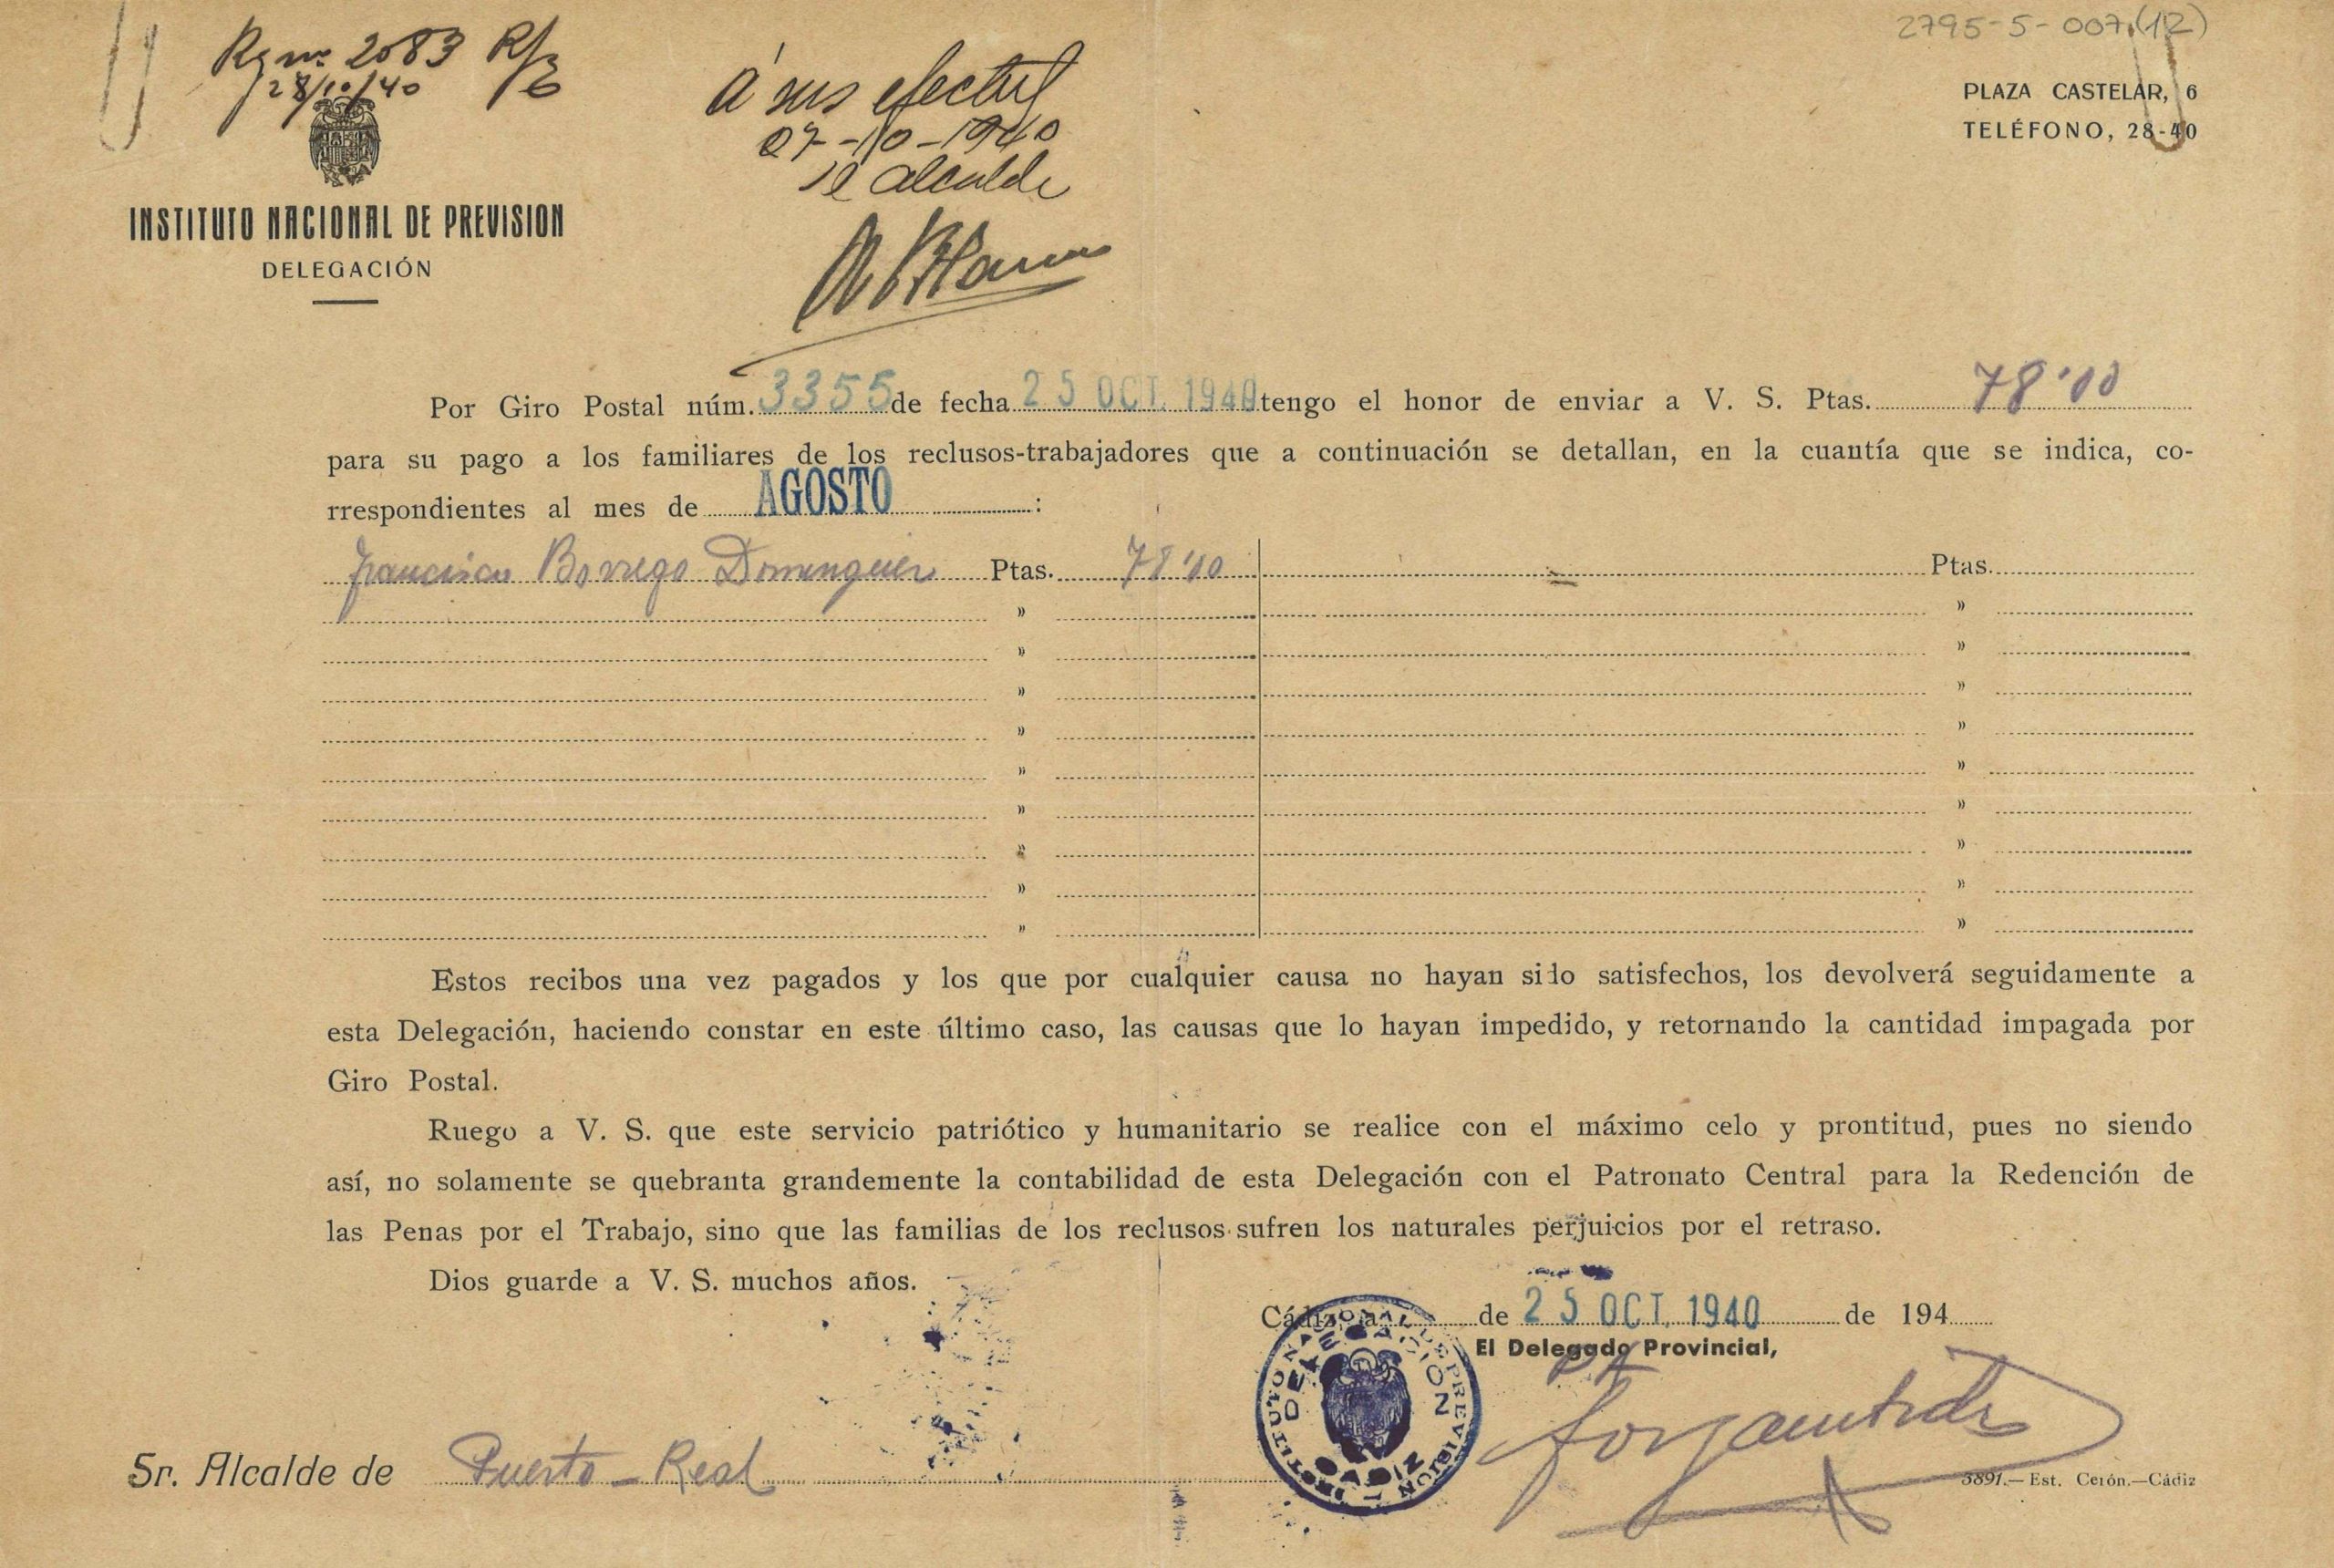 2795-5-007(12)
Rg nº 2083
28/10/40
á sus efectos
27-10-1940
el alcalde
PLAZA CASTELAR, 6
TELÉFONO, 28-40
INSTITUTO NACIONAL DE PREVISION
DELEGACIÓN
Por Giro Postal núm. 3355 de fecha 25 OCT. 1940 tengo el honor de enviar a V. S. Ptas. 78'10
para su pago a los familiares de los reclusos-trabajadores que a continuación se detallan, en la cuantía que se indica, co-
rrespondientes al mes de AGOSTO :
Francisco Borrego Dominguez Ptas. 78'10 Ptas.
» »
» »
» »
» »
» »
» »
» »
» »
» »
Estos recibos una vez pagados y los que por cualquier causa no hayan sido satisfechos, los devolverá seguidamente a
esta Delegación, haciendo constar en este último caso, las causas que lo hayan impedido, y retornando la cantidad impagada por
Giro Postal.
Ruego a V. S. que este servicio patriótico y humanitario se realice con el máximo celo y prontitud, pues no siendo
así, no solamente se quebranta grandemente la contabilidad de esta Delegación con el Patronato Central para la Redención de
las Penas por el Trabajo, sino que las familias de los reclusos sufren los naturales perjuicios por el retraso.
Dios guarde a V. S. muchos años.
Cádiz a de 25 OCT. 1940 de 194
El Delegado Provincial,
P.A.
INSTITUTO NACIONAL DE PREVISION
DELEGACION
CADIZ
Sr. Alcalde de Puerto-Real
3891.—Est. Cerón.—Cádiz